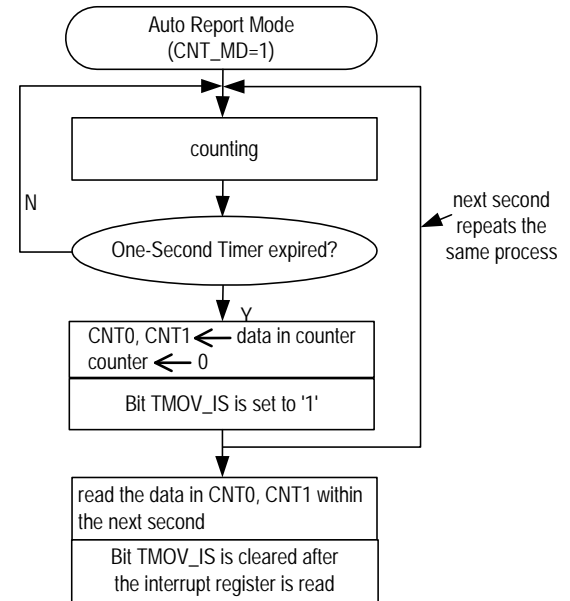 Auto Report Mode
(CNT_MD=1)
counting
N
next second
repeats the
same process
One-Second Timer expired?
Y
CNT0, CNT1 ← data in counter
counter ← 0
Bit TMOV_IS is set to '1'
read the data in CNT0, CNT1 within
the next second
Bit TMOV_IS is cleared after
the interrupt register is read